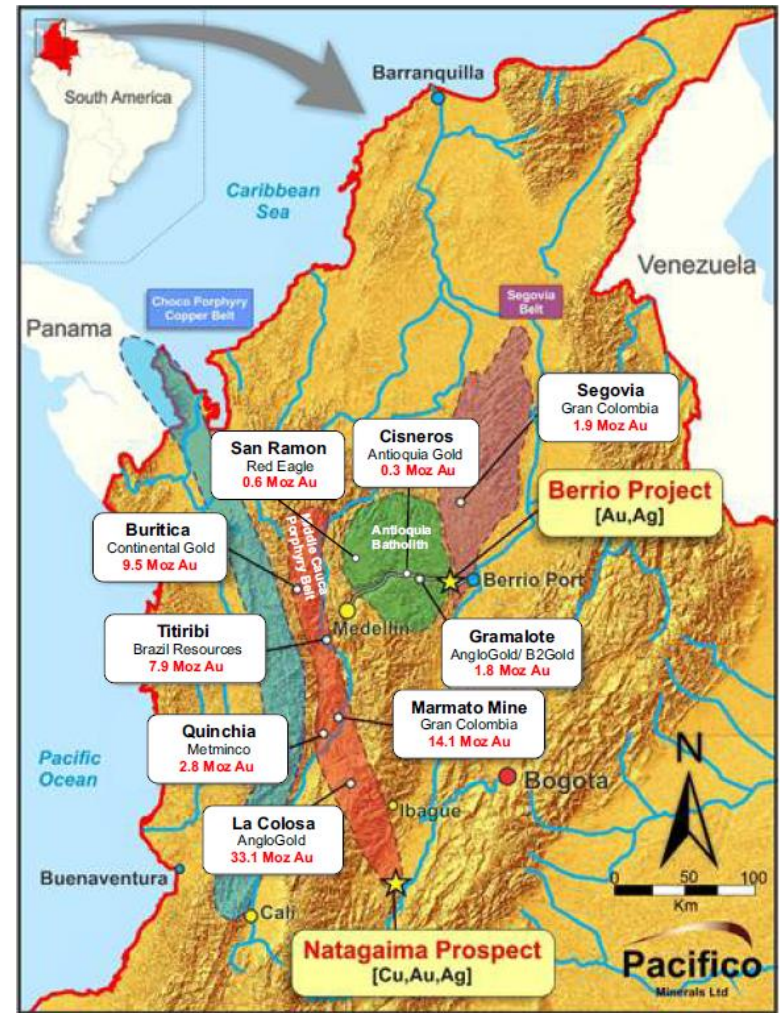 South America
Barranquilla
Caribbean
Sea
Venezuela
Panama
Choco Porphyry
Copper Belt
Segovia
Belt
Segovia
Gran Colombia
1.9 Moz Au
San Ramon
Red Eagle
0.6 Moz Au
Cisneros
Antioquia Gold
0.3 Moz Au
Berrio Project
[Au,Ag]
Buritica
Continental Gold
9.5 Moz Au
Middle Cauca
Porphyry Belt
Antioquia
Batholith
Berrio Port
Medellin
Titiribi
Brazil Resources
7.9 Moz Au
Gramalote
AngloGold/ B2Gold
1.8 Moz Au
Marmato Mine
Gran Colombia
14.1 Moz Au
Quinchia
Metminco
2.8 Moz Au
Pacific
Ocean
N
Bogota
Ibague
La Colosa
AngloGold
33.1 Moz Au
0 50 100
Km
Buenaventura
Cali
Natagaima Prospect
[Cu,Au,Ag]
Pacifico
Minerals Ltd